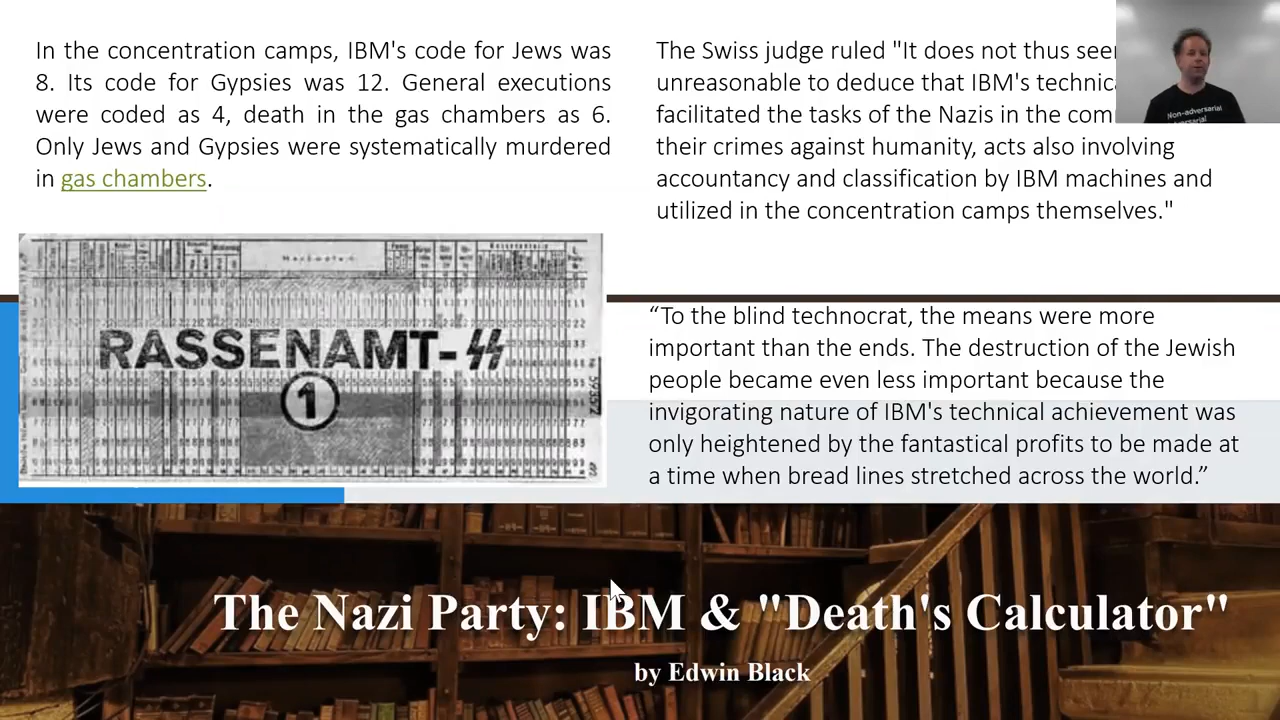 In the concentration camps, IBM's code for Jews was
8. Its code for Gypsies was 12. General executions
were coded as 4, death in the gas chambers as 6.
Only Jews and Gypsies were systematically murdered
in gas chambers.
The Swiss judge ruled "It does not thus
unreasonable to deduce that IBM's
facilitated the tasks of the Nazis in the
their crimes against humanity, acts also involving
accountancy and classification by IBM machines and
utilized in the concentration camps themselves."
Non-adversarial
RASSENAMT-SS
1
“To the blind technocrat, the means were more
important than the ends. The destruction of the Jewish
people became even less important because the
invigorating nature of IBM's technical achievement was
only heightened by the fantastical profits to be made at
a time when bread lines stretched across the world.”
The Nazi Party: IBM & "Death's Calculator"
by Edwin Black